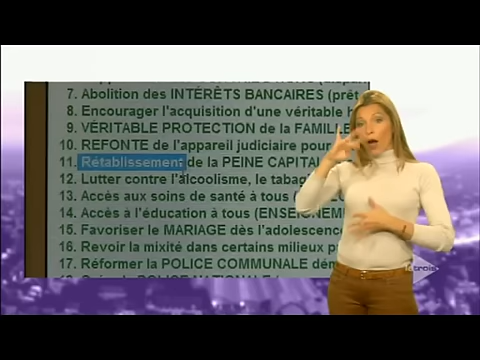 7. Abolition des INTÉRÊTS BANCAIRES (prêt
8. Encourager l'acquisition d'une véritable
9. VÉRITABLE PROTECTION de la FAMILLE
10. REFONTE de l'appareil judiciaire pour
11. Rétablissement de la PEINE CAPITAL
12. Lutter contre l'alcoolisme, le tabag
13. Accès aux soins de santé à tous
14. Accès à l'éducation à tous (ENSEIGNEM
15. Favoriser le MARIAGE dès l'adolescence
16. Revoir la mixité dans certains milieux
17. Réformer la POLICE COMMUNALE
la trois